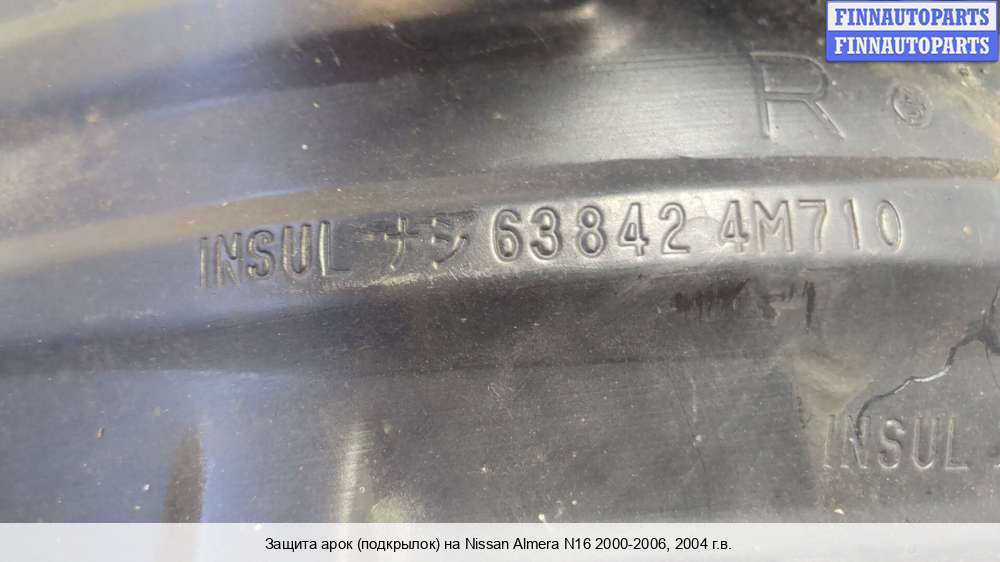 FINNAUTOPARTS
FINNAUTOPARTS
R
INSUL ナシ 63842 4M710
INSUL
Защита арок (подкрылок) на Nissan Almera N16 2000-2006, 2004 г.в.